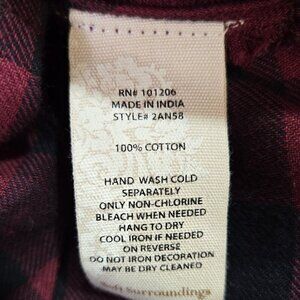 RN# 101206
MADE IN INDIA
STYLE# 2AN58
100% COTTON
HAND WASH COLD
SEPARATELY
ONLY NON-CHLORINE
BLEACH WHEN NEEDED
HANG TO DRY
COOL IRON IF NEEDED
ON REVERSE
DO NOT IRON DECORATION
MAY BE DRY CLEANED
Soft Surroundings